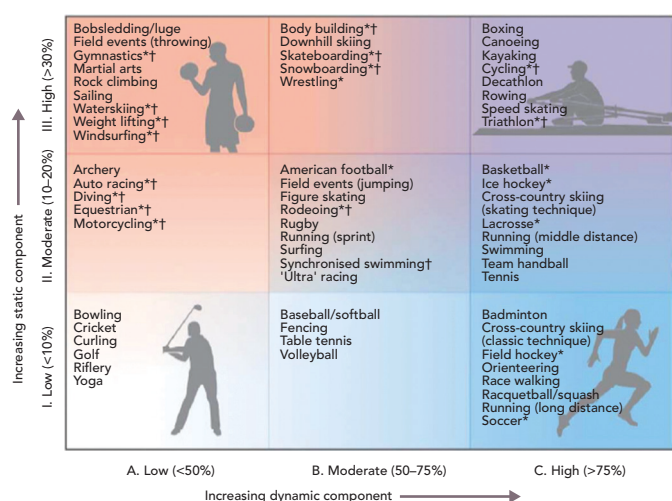 Increasing static component
III. High (>30%)
Bobsledding/luge
Field events (throwing)
Gymnastics*†
Martial arts
Rock climbing
Sailing
Waterskiing*†
Weight lifting*†
Windsurfing*†
Body building*†
Downhill skiing
Skateboarding*†
Snowboarding*†
Wrestling*
Boxing
Canoeing
Kayaking
Cycling*†
Decathlon
Rowing
Speed skating
Triathlon*†
II. Moderate (10–20%)
Archery
Auto racing*†
Diving*†
Equestrian*†
Motorcycling*†
American football*
Field events (jumping)
Figure skating
Rodeoing*†
Rugby
Running (sprint)
Surfing
Synchronised swimming†
'Ultra' racing
Basketball*
Ice hockey*
Cross-country skiing
(skating technique)
Lacrosse*
Running (middle distance)
Swimming
Team handball
Tennis
I. Low (<10%)
Bowling
Cricket
Curling
Golf
Riflery
Yoga
Baseball/softball
Fencing
Table tennis
Volleyball
Badminton
Cross-country skiing
(classic technique)
Field hockey*
Orienteering
Race walking
Racquetball/squash
Running (long distance)
Soccer*
A. Low (<50%)
B. Moderate (50–75%)
C. High (>75%)
Increasing dynamic component